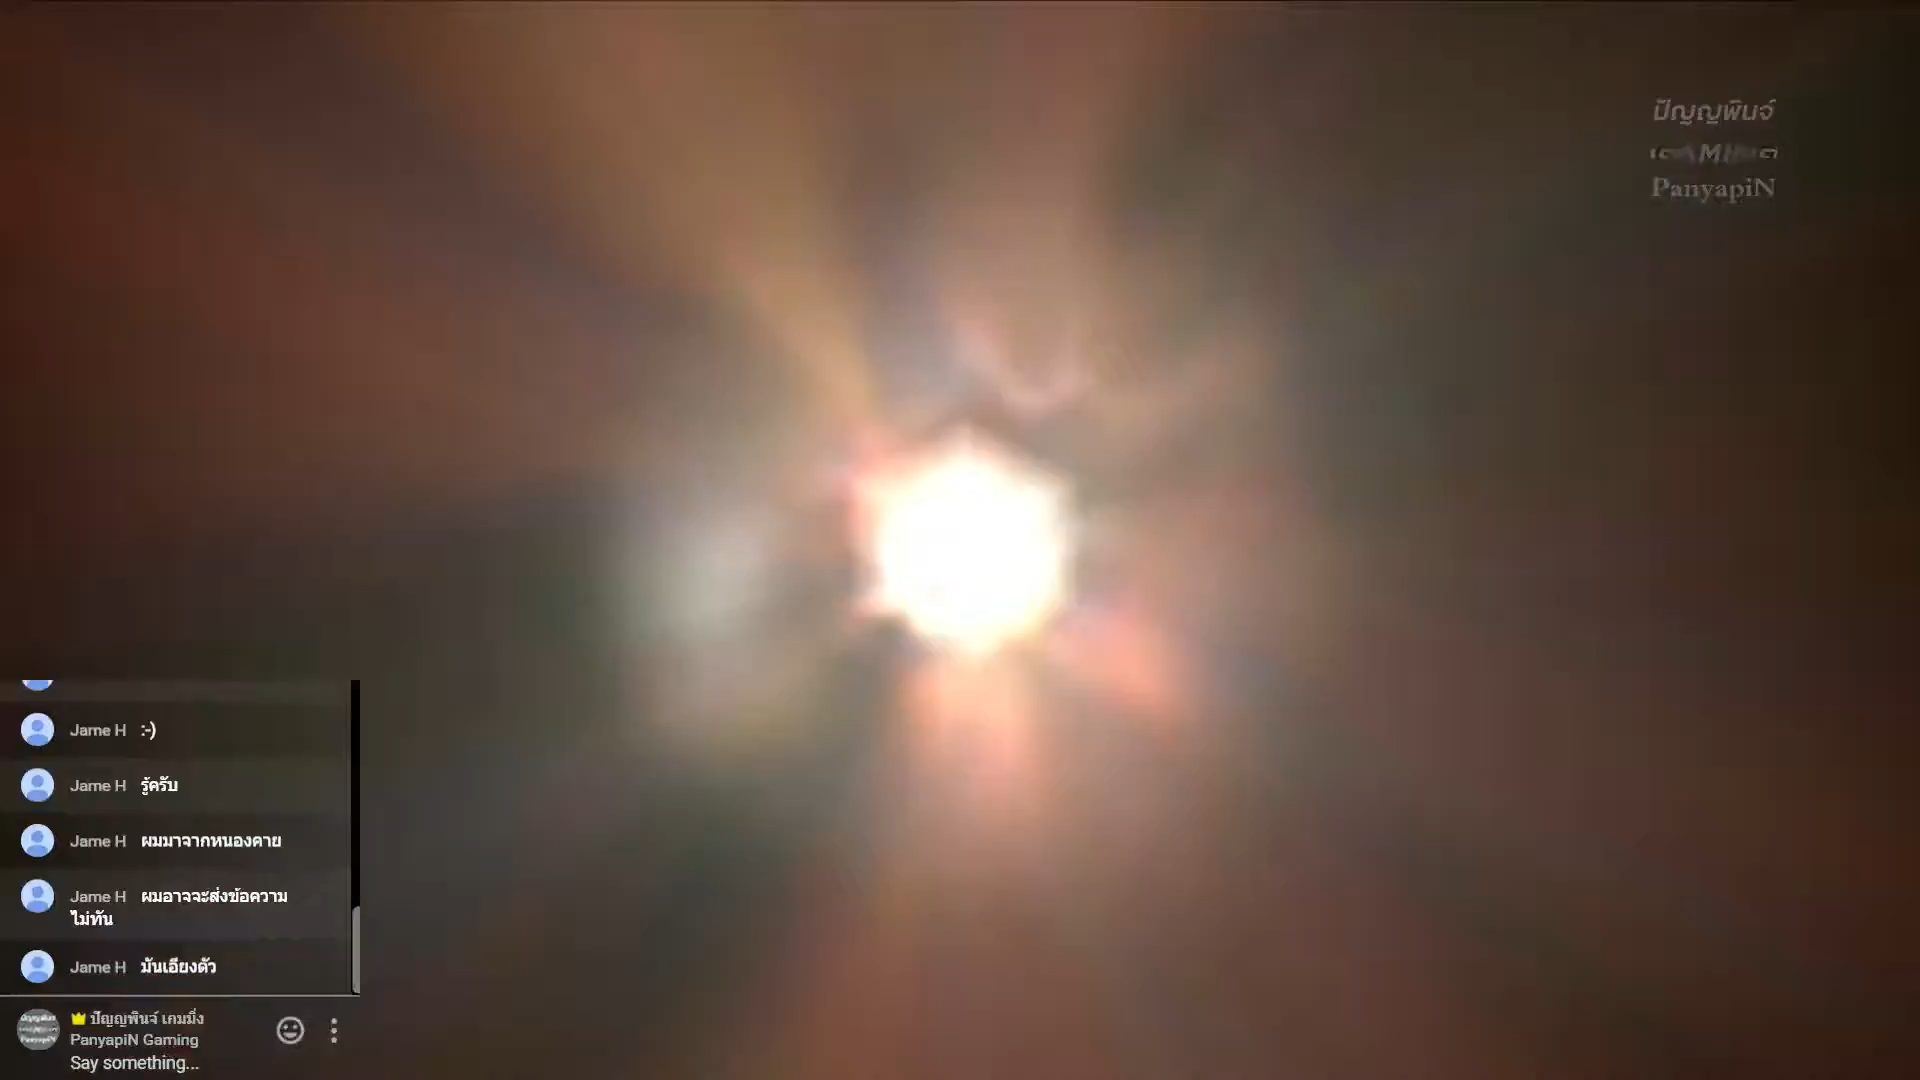 ปัญญพินจ์
PanyapiN
Jame H :-)
Jame H รู้ครับ
Jame H ผมมาจากหนองคาย
Jame H ผมอาจจะส่งข้อความ
ไม่ทัน
Jame H มันเอียงตัว
ปัญญพินจ์ เกมมิ่ง
PanyapiN Gaming
Say something...